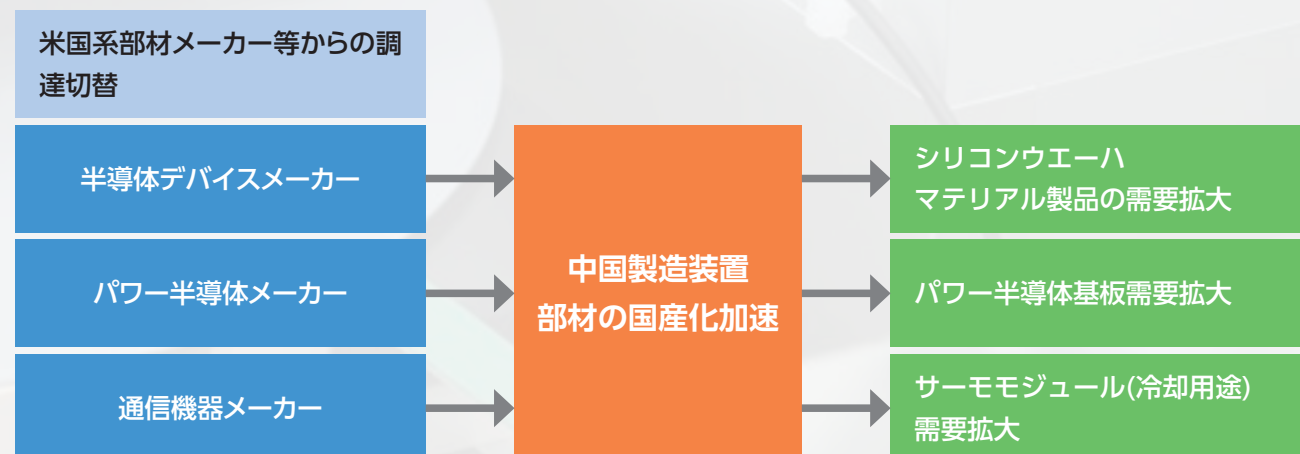 米国系部材メーカー等からの調
達切替
半導体デバイスメーカー
パワー半導体メーカー
通信機器メーカー
中国製造装置
部材の国産化加速
シリコンウエーハ
マテリアル製品の需要拡大
パワー半導体基板需要拡大
サーモモジュール(冷却用途)
需要拡大